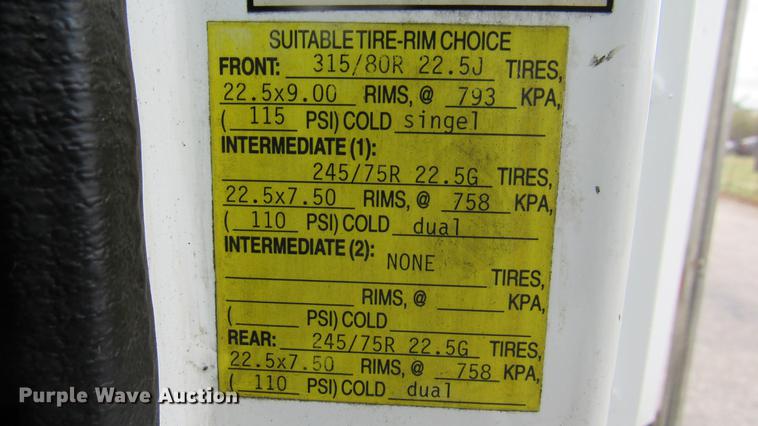 SUITABLE TIRE-RIM CHOICE
FRONT: 315/80R 22.5J TIRES,
22.5x9.00 RIMS, @ 793 KPA,
( 115 PSI) COLD singel
INTERMEDIATE (1):
245/75R 22.5G TIRES,
22.5x7.50 RIMS, @ 758 KPA,
( 110 PSI) COLD dual
INTERMEDIATE (2): NONE
TIRES,
RIMS, @ KPA,
( PSI) COLD
REAR: 245/75R 22.5G TIRES,
22.5x7.50 RIMS, @ 758 KPA,
( 110 PSI) COLD dual
Purple Wave Auction